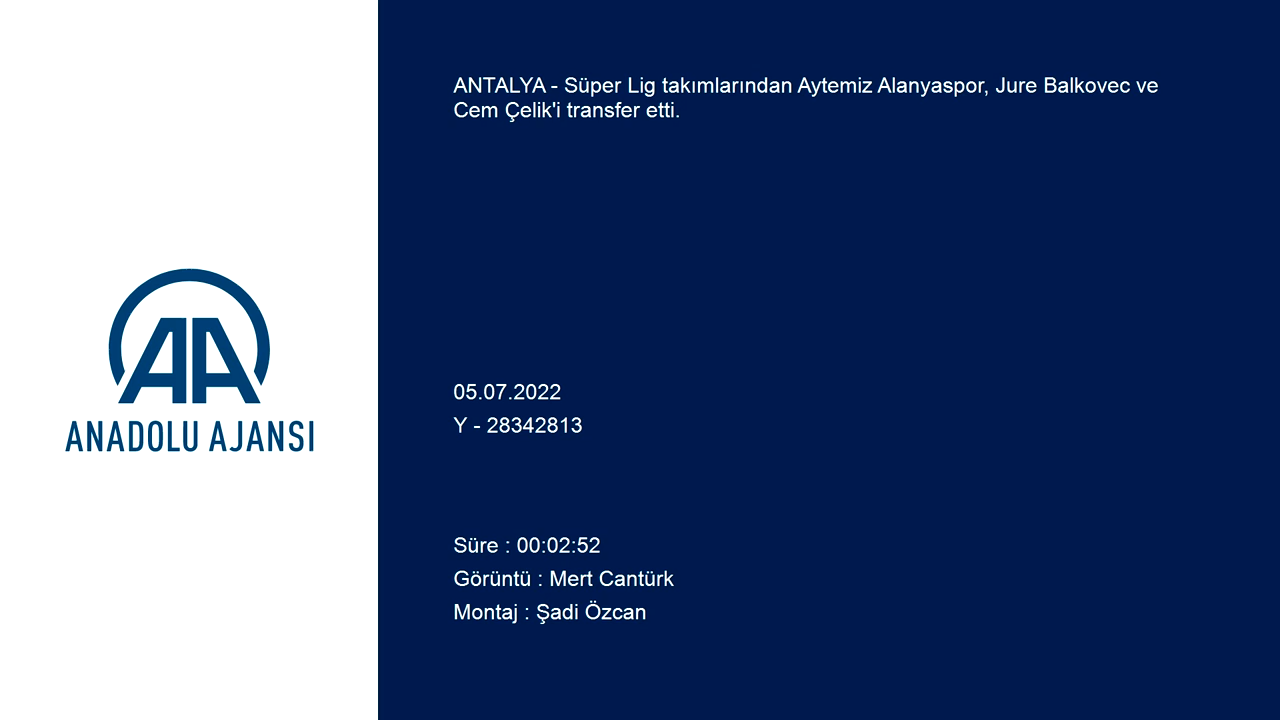 ANTALYA - Süper Lig takımlarından Aytemiz Alanyaspor, Jure Balkovec ve
Cem Çelik'i transfer etti.
AA
ANADOLU AJANSI
05.07.2022
Y - 28342813
Süre : 00:02:52
Görüntü : Mert Cantürk
Montaj : Şadi Özcan